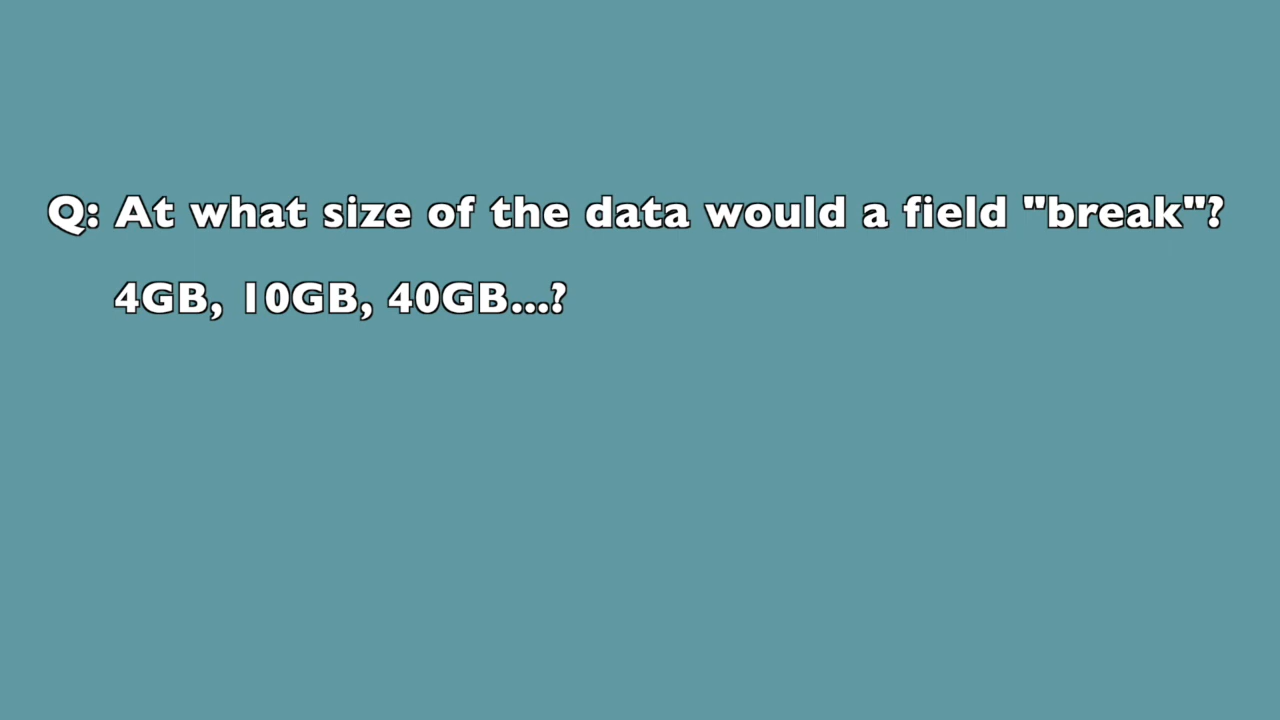 Q: At what size of the data would a field "break"?
4GB, 10GB, 40GB...?